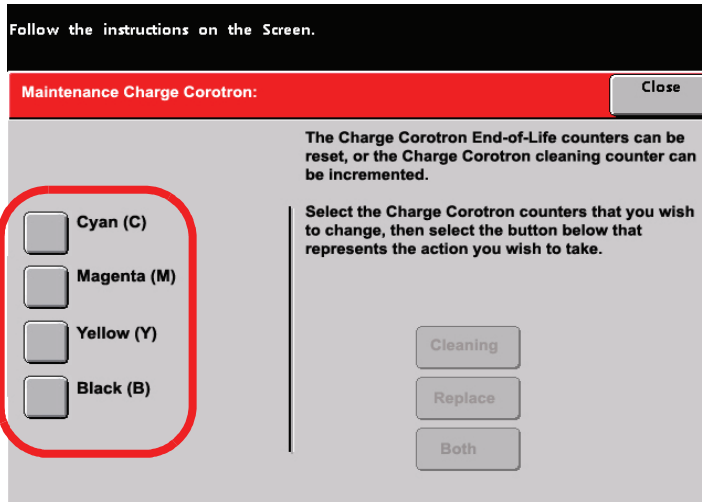 Follow the instructions on the Screen.
Maintenance Charge Corotron:
Close
The Charge Corotron End-of-Life counters can be
reset, or the Charge Corotron cleaning counter can
be incremented.
Select the Charge Corotron counters that you wish
to change, then select the button below that
represents the action you wish to take.
Cyan (C)
Magenta (M)
Yellow (Y)
Black (B)
Cleaning
Replace
Both